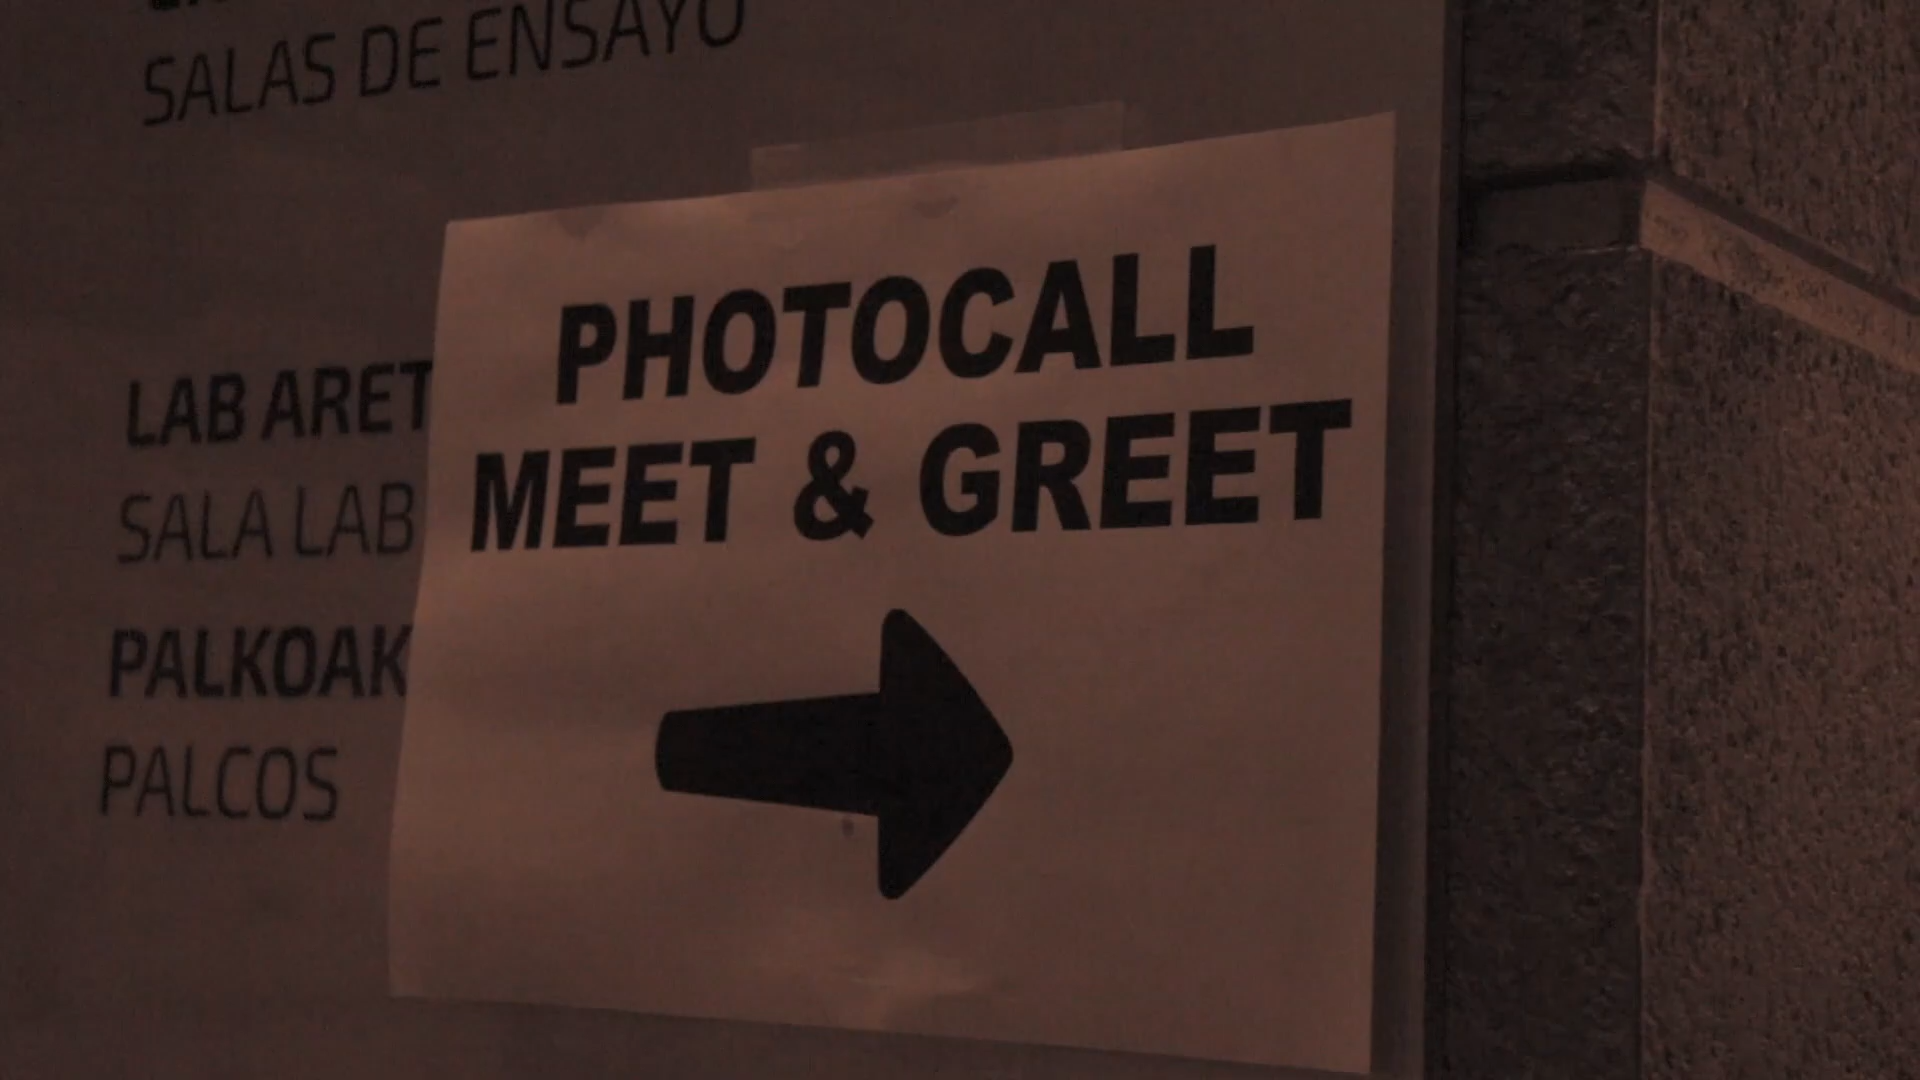 SALAS DE ENSAYO
PHOTOCALL
MEET & GREET
LAB ARET
SALA LAB
PALKOAK
PALCOS